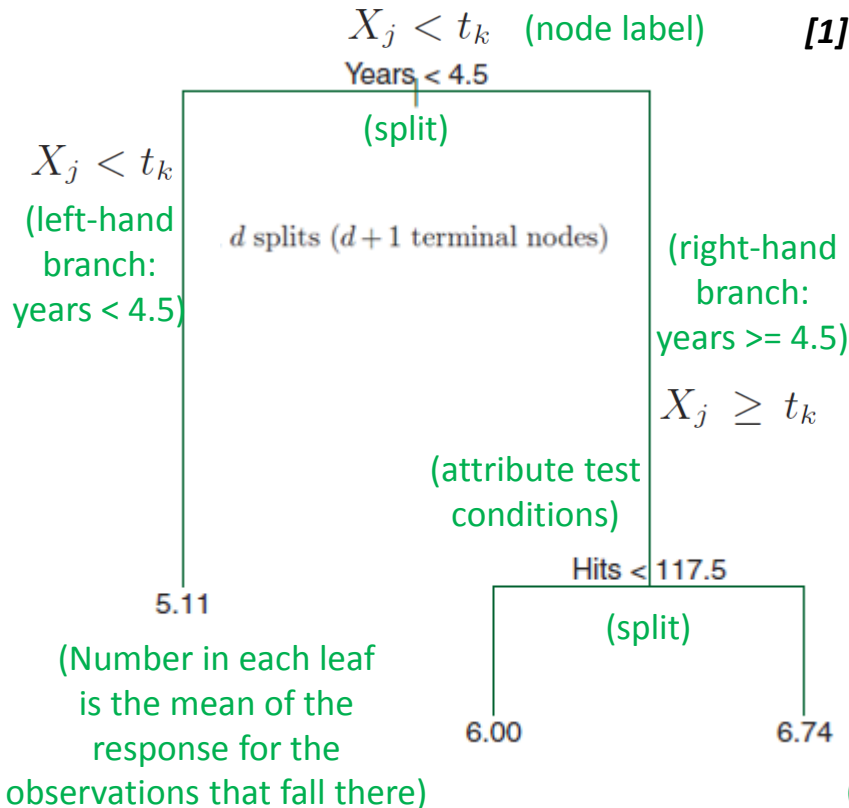 X_j < t_k (node label) [1]
Years < 4.5
(split)
X_j < t_k
(left-hand
branch:
years < 4.5)
d splits (d + 1 terminal nodes)
(right-hand
branch:
years >= 4.5)
X_j ≥ t_k
(attribute test
conditions)
Hits < 117.5
5.11
(split)
(Number in each leaf
is the mean of the
response for the
observations that fall there)
6.00
6.74
(